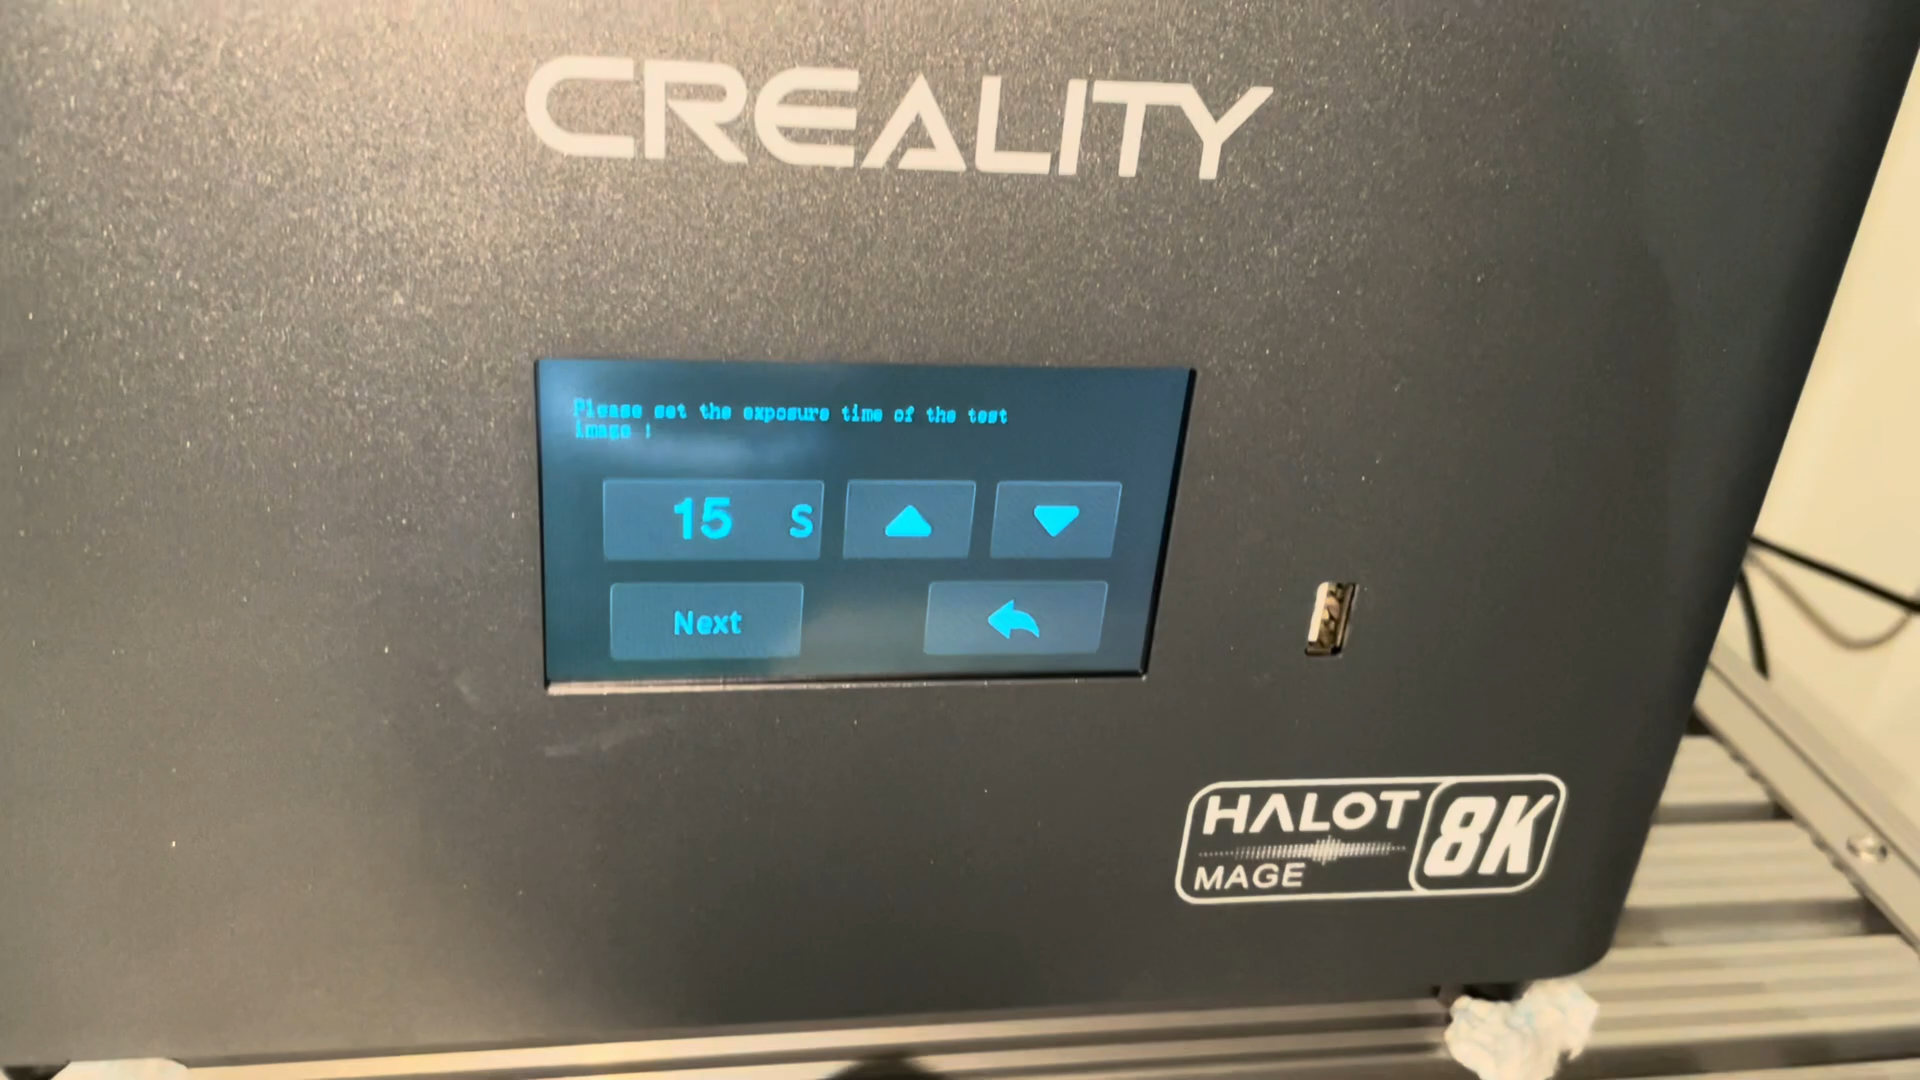 CREALITY
Please set the exposure time of the test
image :
15 S
Next
HALOT
MAGE
8K